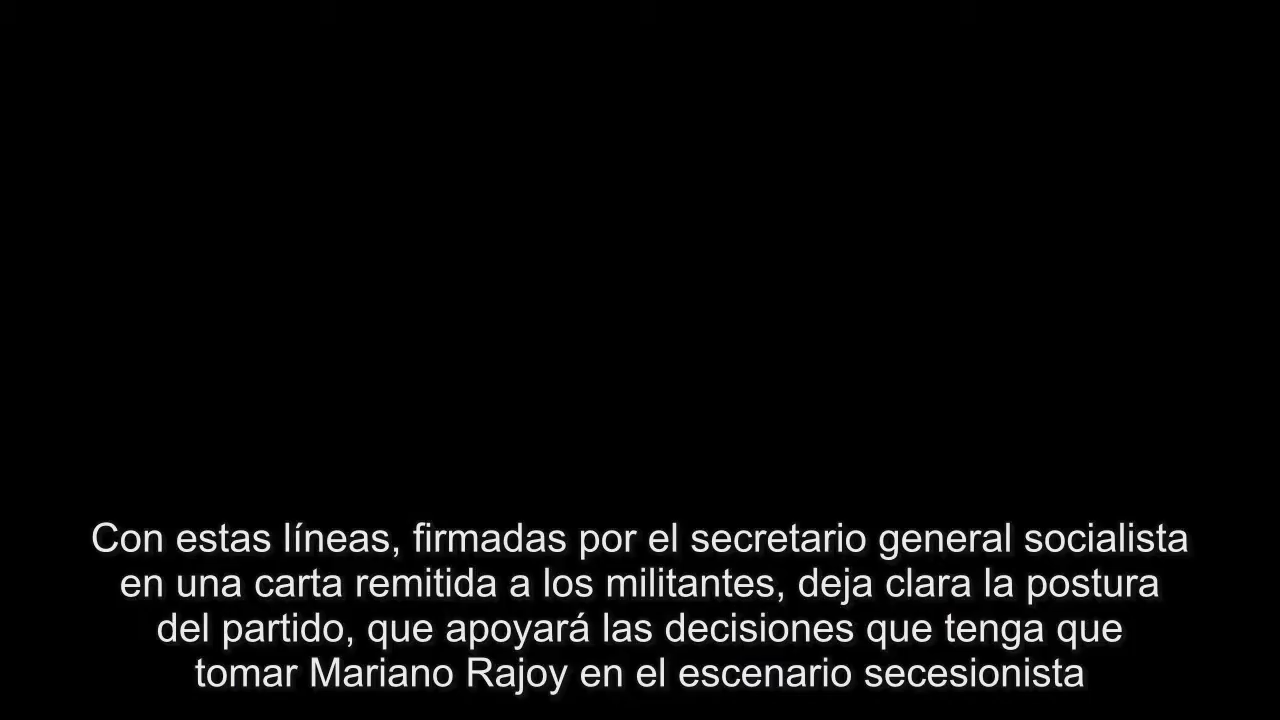 Con estas líneas, firmadas por el secretario general socialista
en una carta remitida a los militantes, deja clara la postura
del partido, que apoyará las decisiones que tenga que
tomar Mariano Rajoy en el escenario secesionista